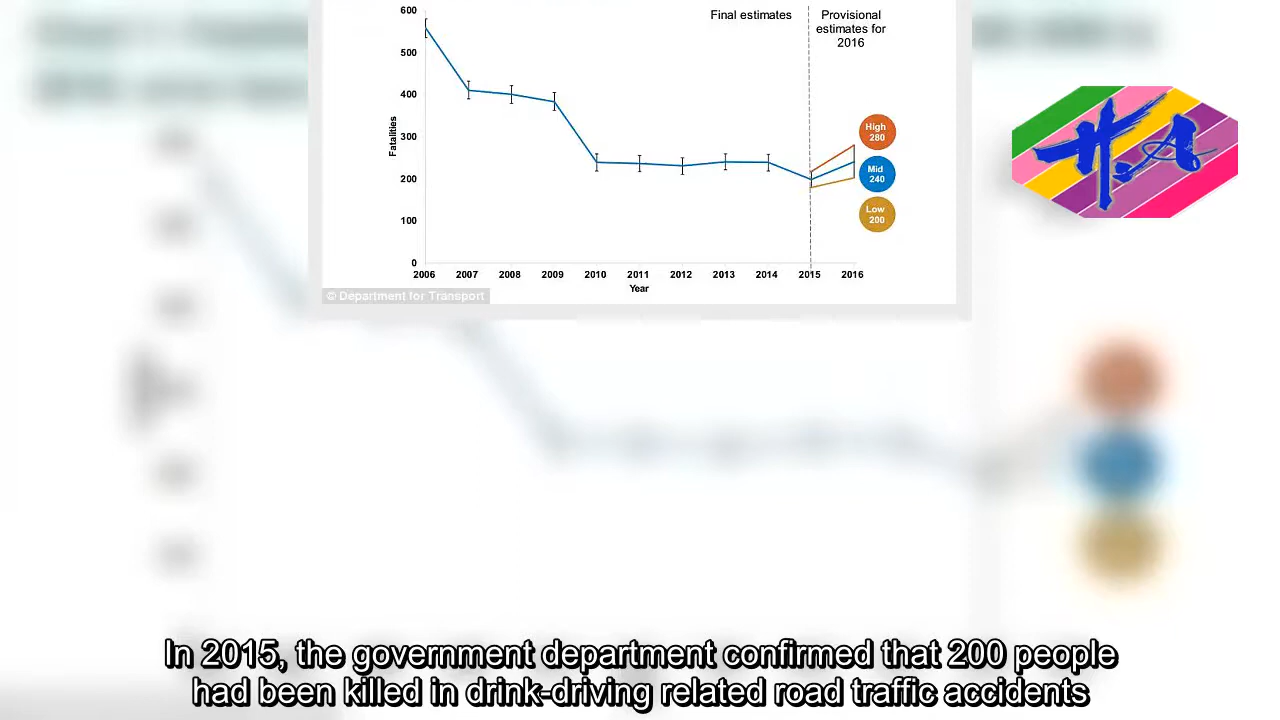 600
Final estimates
Provisional
estimates for
2016
500
400
300
200
100
0
Fatalities
High
280
Mid
240
Low
200
2006 2007 2008 2009 2010 2011 2012 2013 2014 2015 2016
Year
© Department for Transport
H.A
In 2015, the government department confirmed that 200 people
had been killed in drink-driving related road traffic accidents